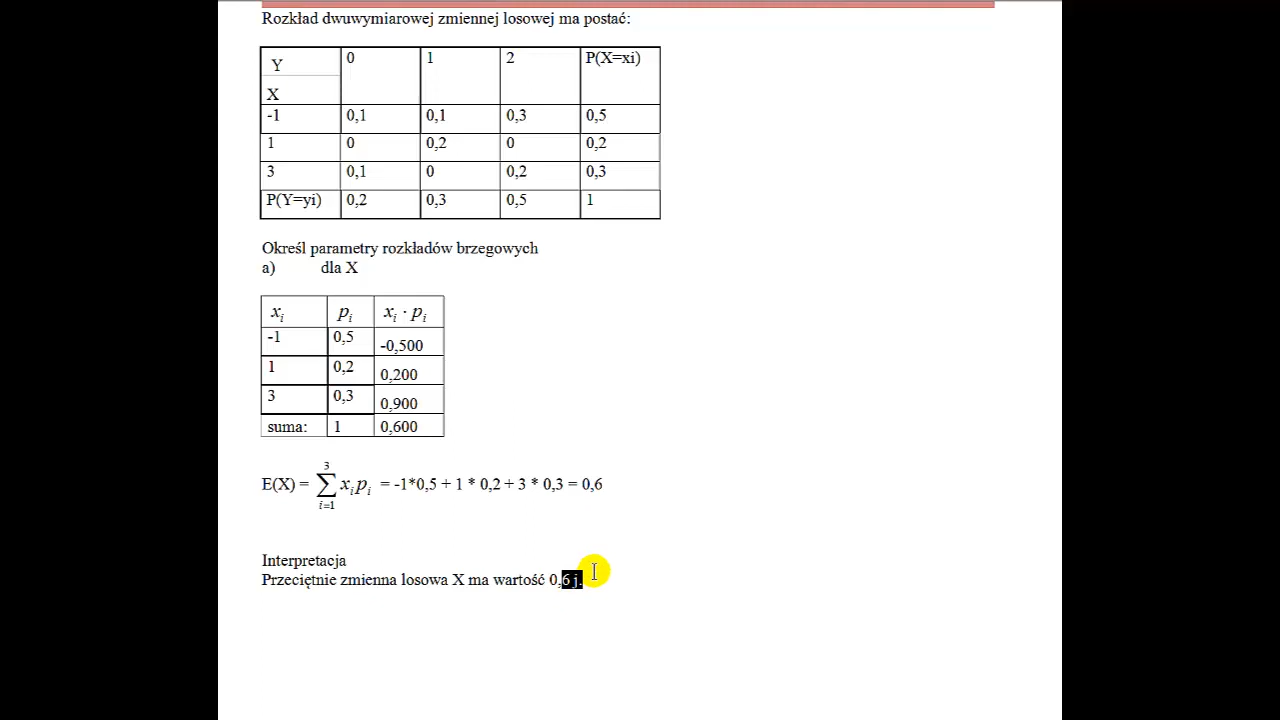 Rozkład dwuwymiarowej zmiennej losowej ma postać:
Y 0 1 2 P(X=xi)
X
-1 0,1 0,1 0,3 0,5
1 0 0,2 0 0,2
3 0,1 0 0,2 0,3
P(Y=yi) 0,2 0,3 0,5 1
Określ parametry rozkładów brzegowych
a) dla X
xᵢ pᵢ xᵢ · pᵢ
-1 0,5 -0,500
1 0,2 0,200
3 0,3 0,900
suma: 1 0,600
3
E(X) = ∑ xᵢpᵢ = -1*0,5 + 1 * 0,2 + 3 * 0,3 = 0,6
i=1
Interpretacja
Przeciętnie zmienna losowa X ma wartość 0,6 j.